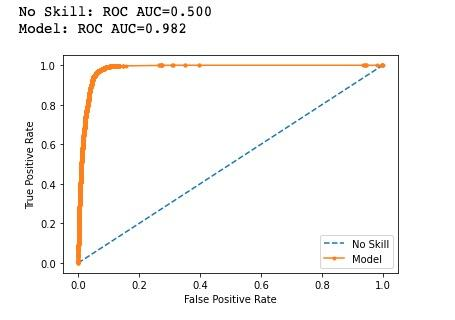 No Skill: ROC AUC=0.500
Model: ROC AUC=0.982
1.0
0.8
0.6
0.4
0.2
0.0
True Positive Rate
0.0 0.2 0.4 0.6 0.8 1.0
False Positive Rate
No Skill
Model